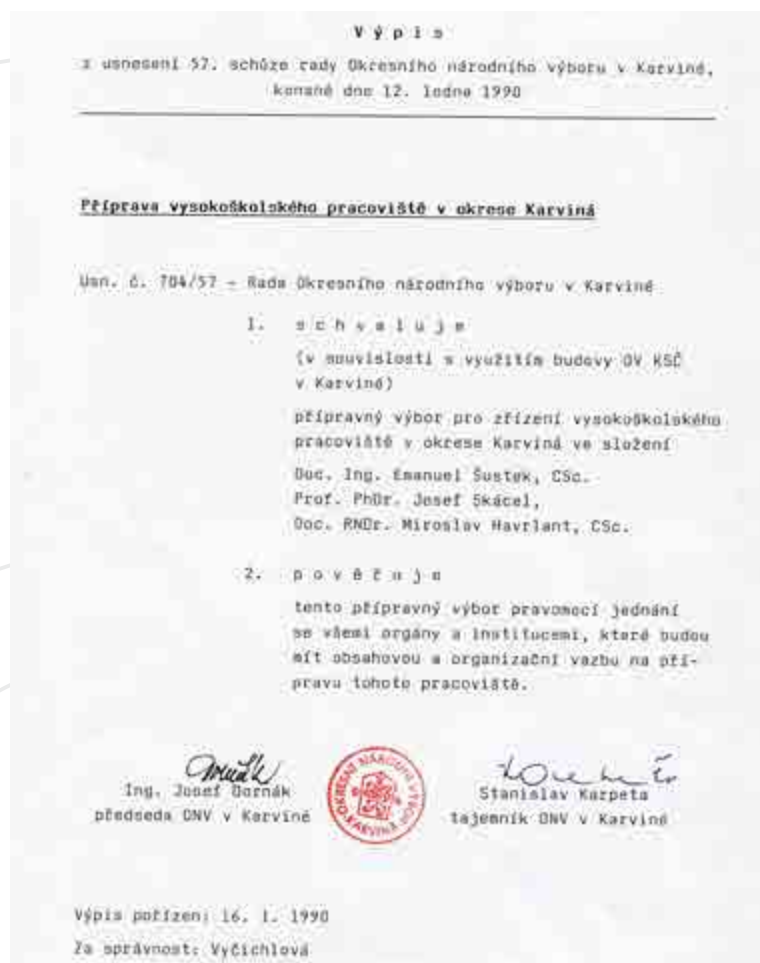 V ý p i s
z usnesení 57. schůze rady Okresního národního výboru v Karviné,
konané dne 12. ledna 1990
Příprava vysokoškolského pracoviště v okrese Karviná
Usn. č. 704/57 - Rada Okresního národního výboru v Karviné
1. s c h v a l u j e
(v souvislosti s využitím budovy OV KSČ
v Karviné)
přípravný výbor pro zřízení vysokoškolského
pracoviště v okrese Karviná ve složení
Doc. Ing. Emanuel Šustek, CSc.
Prof. PhDr. Josef Skácel,
Doc. RNDr. Miroslav Havrlant, CSc.
2. p o v ě ř u j e
tento přípravný výbor pravomocí jednání
se všemi orgány a institucemi, které budou
mít obsahovou a organizační vazbu na pří-
pravu tohoto pracoviště.
Ing. Josef Dornák
předseda ONV v Karviné
OKRESNÍ NÁRODNÍ VÝBOR
KARVINÁ
Stanislav Karpeta
tajemník ONV v Karviné
Výpis pořízen: 16. 1. 1990
Za správnost: Vyčichlová